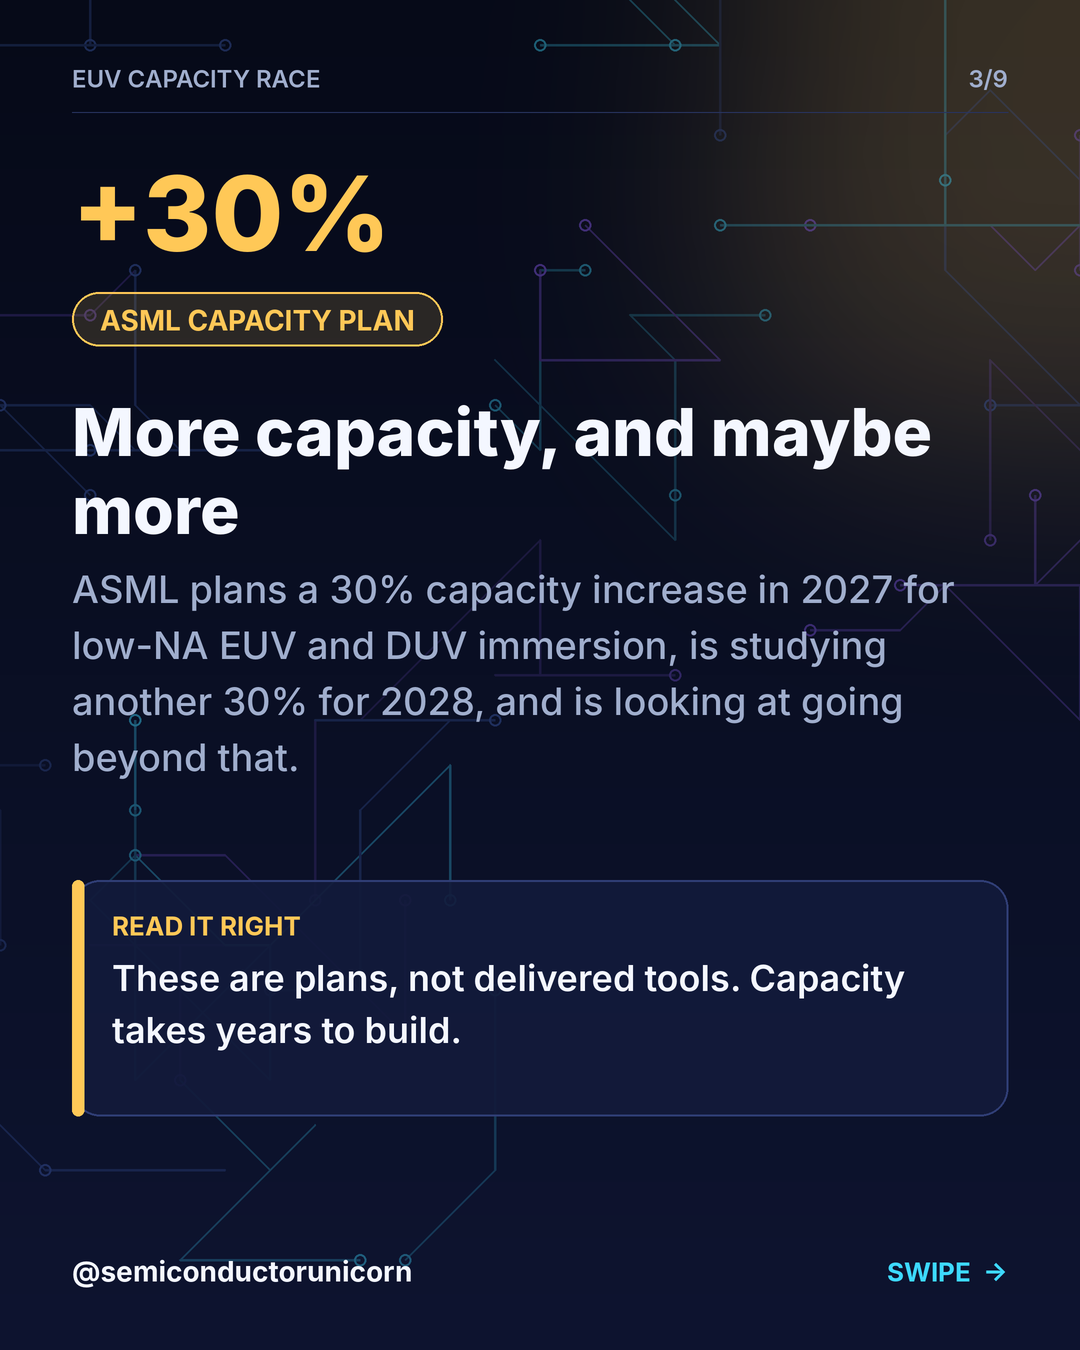 EUV CAPACITY RACE
3/9
+30%
ASML CAPACITY PLAN
More capacity, and maybe
more
ASML plans a 30% capacity increase in 2027 for
low-NA EUV and DUV immersion, is studying
another 30% for 2028, and is looking at going
beyond that.
READ IT RIGHT
These are plans, not delivered tools. Capacity
takes years to build.
@semiconductorunicorn
SWIPE →